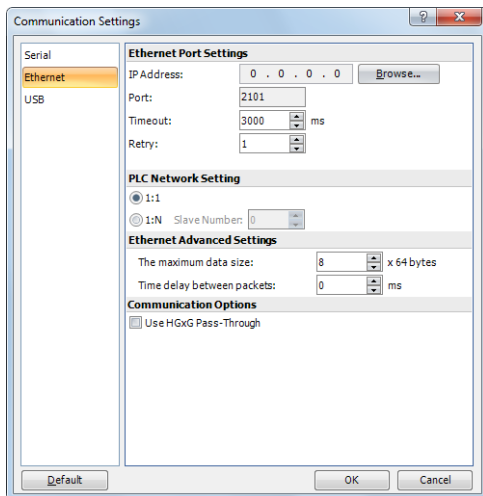 Communication Settings
?
X
Serial
Ethernet
USB
Ethernet Port Settings
IP Address: 0 . 0 . 0 . 0 Browse...
Port: 2101
Timeout: 3000 ms
Retry: 1
PLC Network Setting
1:1
1:N Slave Number: 0
Ethernet Advanced Settings
The maximum data size: 8 x 64 bytes
Time delay between packets: 0 ms
Communication Options
Use HGxG Pass-Through
Default OK Cancel